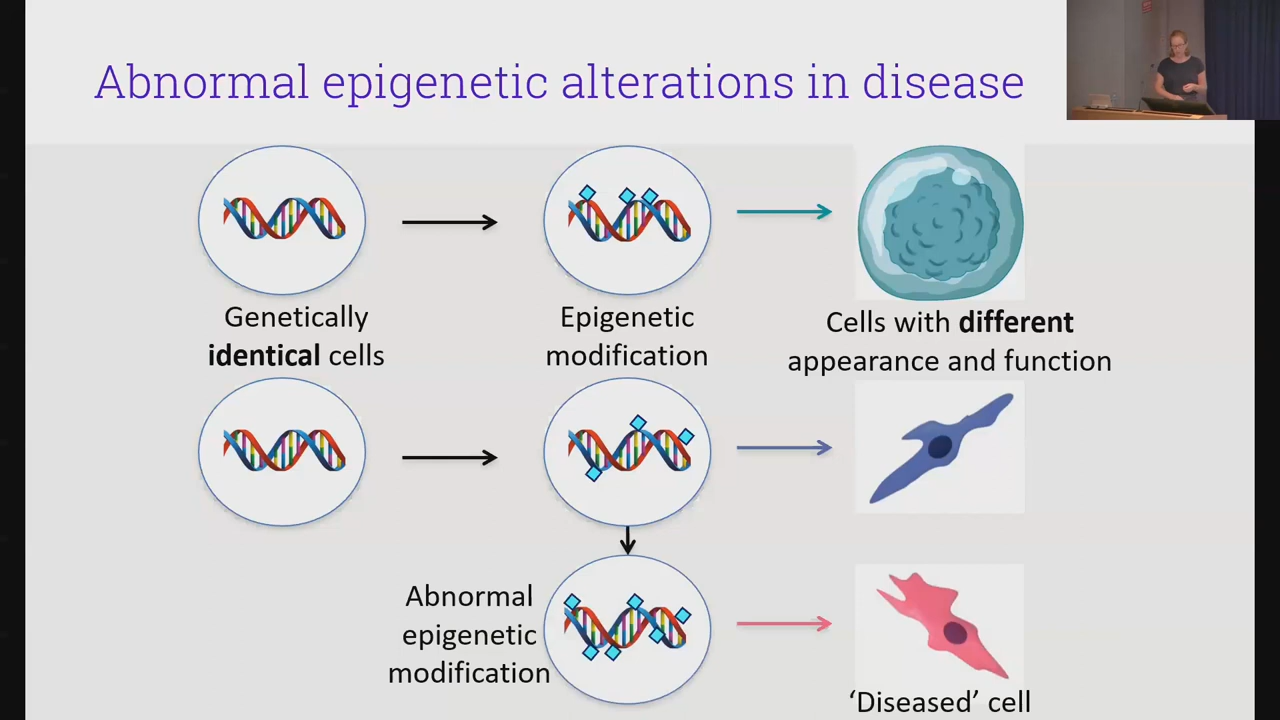 Abnormal epigenetic alterations in disease
Genetically
identical cells
Epigenetic
modification
Cells with different
appearance and function
Abnormal
epigenetic
modification
‘Diseased’ cell